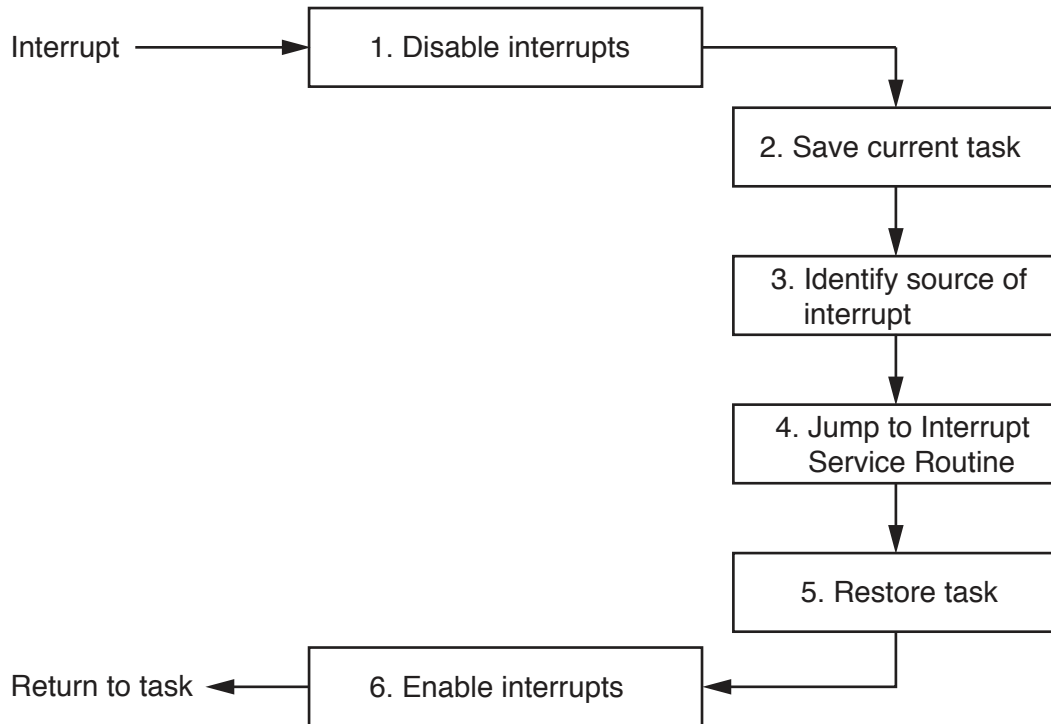 Interrupt
1. Disable interrupts
2. Save current task
3. Identify source of
interrupt
4. Jump to Interrupt
Service Routine
5. Restore task
6. Enable interrupts
Return to task